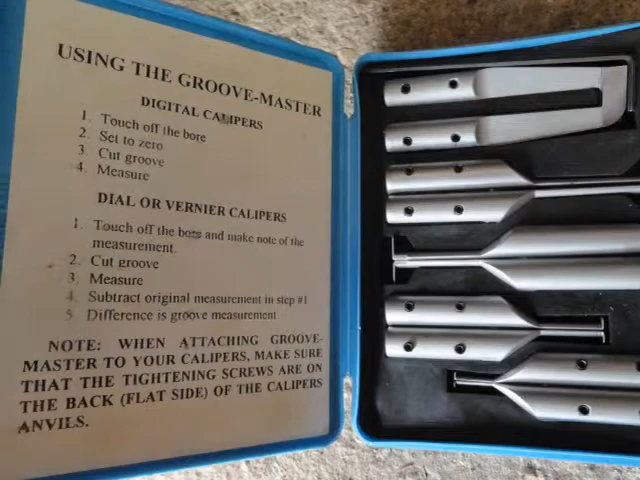 USING THE GROOVE-MASTER
DIGITAL CALIPERS
1. Touch off the bore
2. Set to zero
3. Cut groove
4. Measure
DIAL OR VERNIER CALIPERS
1. Touch off the bore and make note of the
measurement.
2. Cut groove
3. Measure
4. Subtract original measurement in step #1
5. Difference is groove measurement
NOTE: WHEN ATTACHING GROOVE-
MASTER TO YOUR CALIPERS, MAKE SURE
THAT THE TIGHTENING SCREWS ARE ON
THE BACK (FLAT SIDE) OF THE CALIPERS
ANVILS.